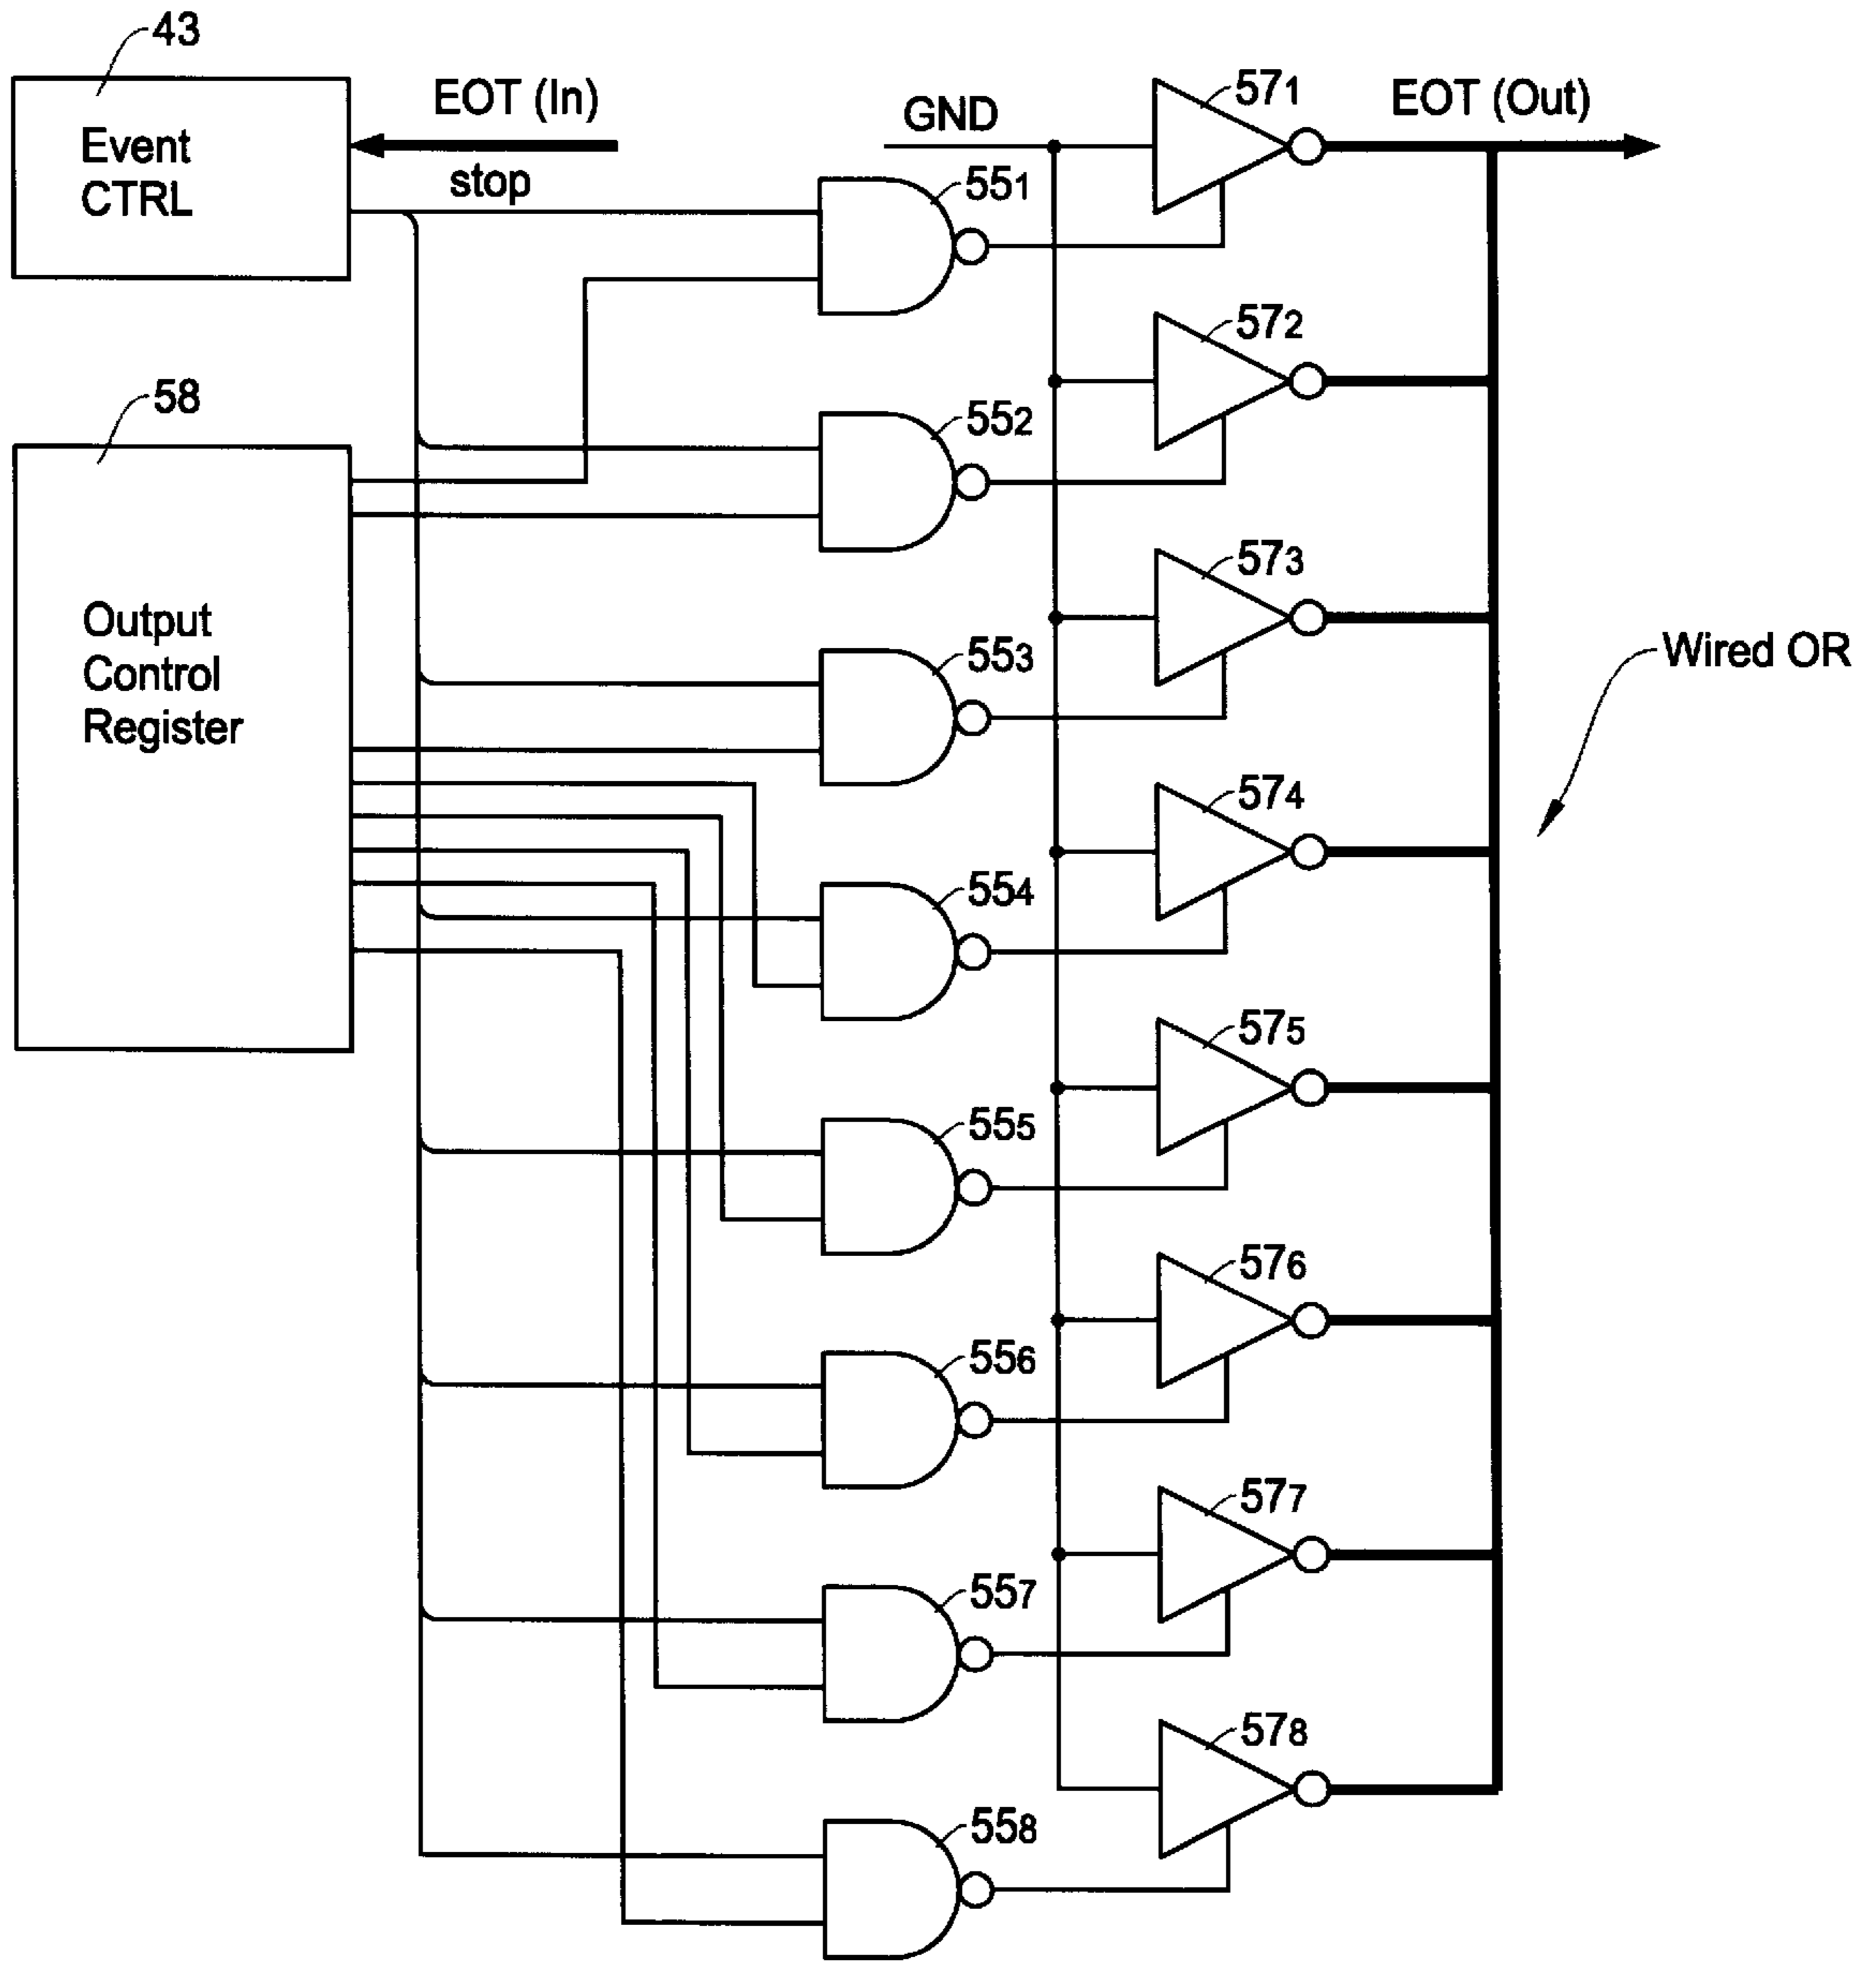 43
Event
CTRL
EOT (In)
stop
GND
EOT (Out)
571
551
572
552
58
Output
Control
Register
573
553
Wired OR
574
554
575
555
576
556
577
557
578
558